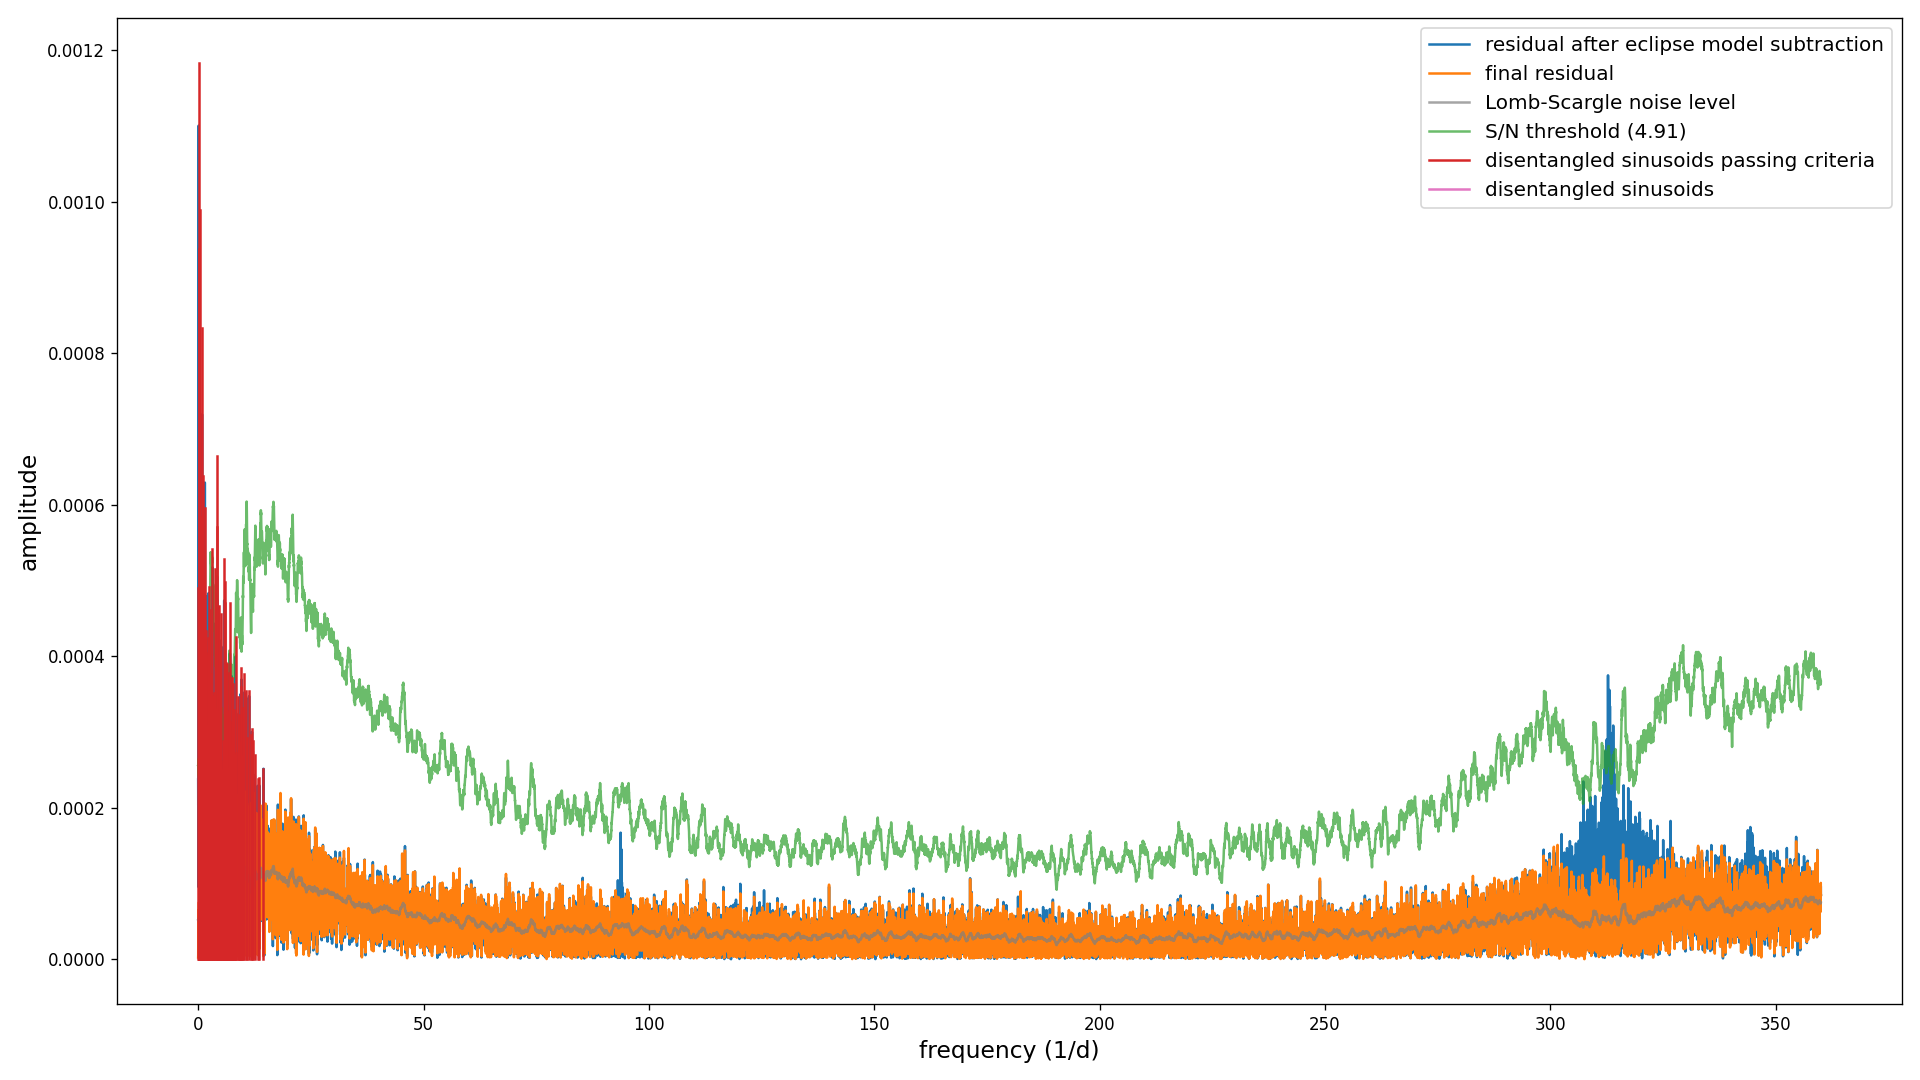 residual after eclipse model subtraction
final residual
Lomb-Scargle noise level
S/N threshold (4.91)
disentangled sinusoids passing criteria
disentangled sinusoids
0.0012
0.0010
0.0008
0.0006
0.0004
0.0002
0.0000
amplitude
0 50 100 150 200 250 300 350
frequency (1/d)